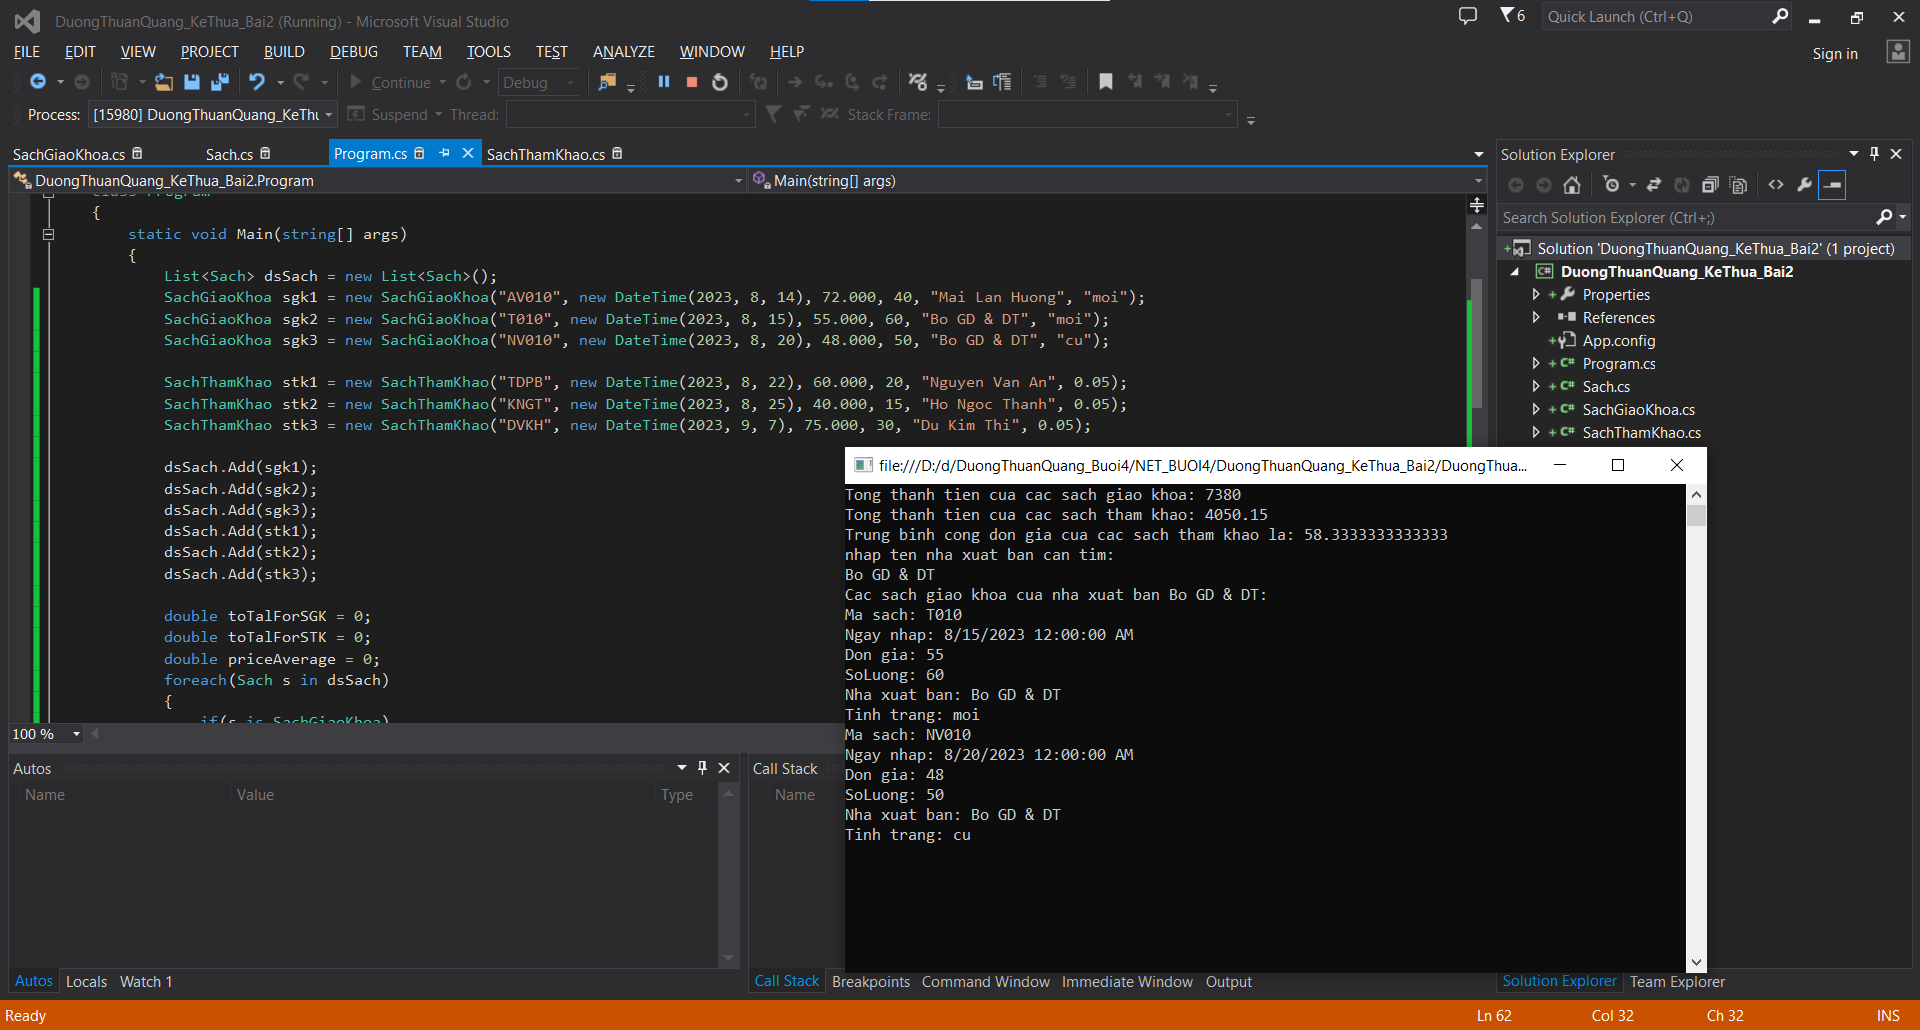 DuongThuanQuang_KeThua_Bai2 (Running) - Microsoft Visual Studio
6
Quick Launch (Ctrl+Q)
FILE EDIT VIEW PROJECT BUILD DEBUG TEAM TOOLS TEST ANALYZE WINDOW HELP
Sign in
Continue Debug
Process: [15980] DuongThuanQuang_KeThu Suspend Thread: Stack Frame:
SachGiaoKhoa.cs Sach.cs Program.cs SachThamKhao.cs
DuongThuanQuang_KeThua_Bai2.Program Main(string[] args)
class Program
{
static void Main(string[] args)
{
List<Sach> dsSach = new List<Sach>();
SachGiaoKhoa sgk1 = new SachGiaoKhoa("AV010", new DateTime(2023, 8, 14), 72.000, 40, "Mai Lan Huong", "moi");
SachGiaoKhoa sgk2 = new SachGiaoKhoa("T010", new DateTime(2023, 8, 15), 55.000, 60, "Bo GD & DT", "moi");
SachGiaoKhoa sgk3 = new SachGiaoKhoa("NV010", new DateTime(2023, 8, 20), 48.000, 50, "Bo GD & DT", "cu");
SachThamKhao stk1 = new SachThamKhao("TDPB", new DateTime(2023, 8, 22), 60.000, 20, "Nguyen Van An", 0.05);
SachThamKhao stk2 = new SachThamKhao("KNGT", new DateTime(2023, 8, 25), 40.000, 15, "Ho Ngoc Thanh", 0.05);
SachThamKhao stk3 = new SachThamKhao("DVKH", new DateTime(2023, 9, 7), 75.000, 30, "Du Kim Thi", 0.05);
dsSach.Add(sgk1);
dsSach.Add(sgk2);
dsSach.Add(sgk3);
dsSach.Add(stk1);
dsSach.Add(stk2);
dsSach.Add(stk3);
double toTalForSGK = 0;
double toTalForSTK = 0;
double priceAverage = 0;
foreach(Sach s in dsSach)
{
if(s is SachGiaoKhoa)
100 %
Solution Explorer
Search Solution Explorer (Ctrl+;)
Solution 'DuongThuanQuang_KeThua_Bai2' (1 project)
DuongThuanQuang_KeThua_Bai2
Properties
References
App.config
Program.cs
Sach.cs
SachGiaoKhoa.cs
SachThamKhao.cs
file:///D:/d/DuongThuanQuang_Buoi4/NET_BUOI4/DuongThuanQuang_KeThua_Bai2/DuongThua...
Tong thanh tien cua cac sach giao khoa: 7380
Tong thanh tien cua cac sach tham khao: 4050.15
Trung binh cong don gia cua cac sach tham khao la: 58.3333333333333
nhap ten nha xuat ban can tim:
Bo GD & DT
Cac sach giao khoa cua nha xuat ban Bo GD & DT:
Ma sach: T010
Ngay nhap: 8/15/2023 12:00:00 AM
Don gia: 55
SoLuong: 60
Nha xuat ban: Bo GD & DT
Tinh trang: moi
Ma sach: NV010
Ngay nhap: 8/20/2023 12:00:00 AM
Don gia: 48
SoLuong: 50
Nha xuat ban: Bo GD & DT
Tinh trang: cu
Autos
Name Value Type
Call Stack
Name
Autos Locals Watch 1
Call Stack Breakpoints Command Window Immediate Window Output
Solution Explorer Team Explorer
Ready
Ln 62 Col 32 Ch 32 INS